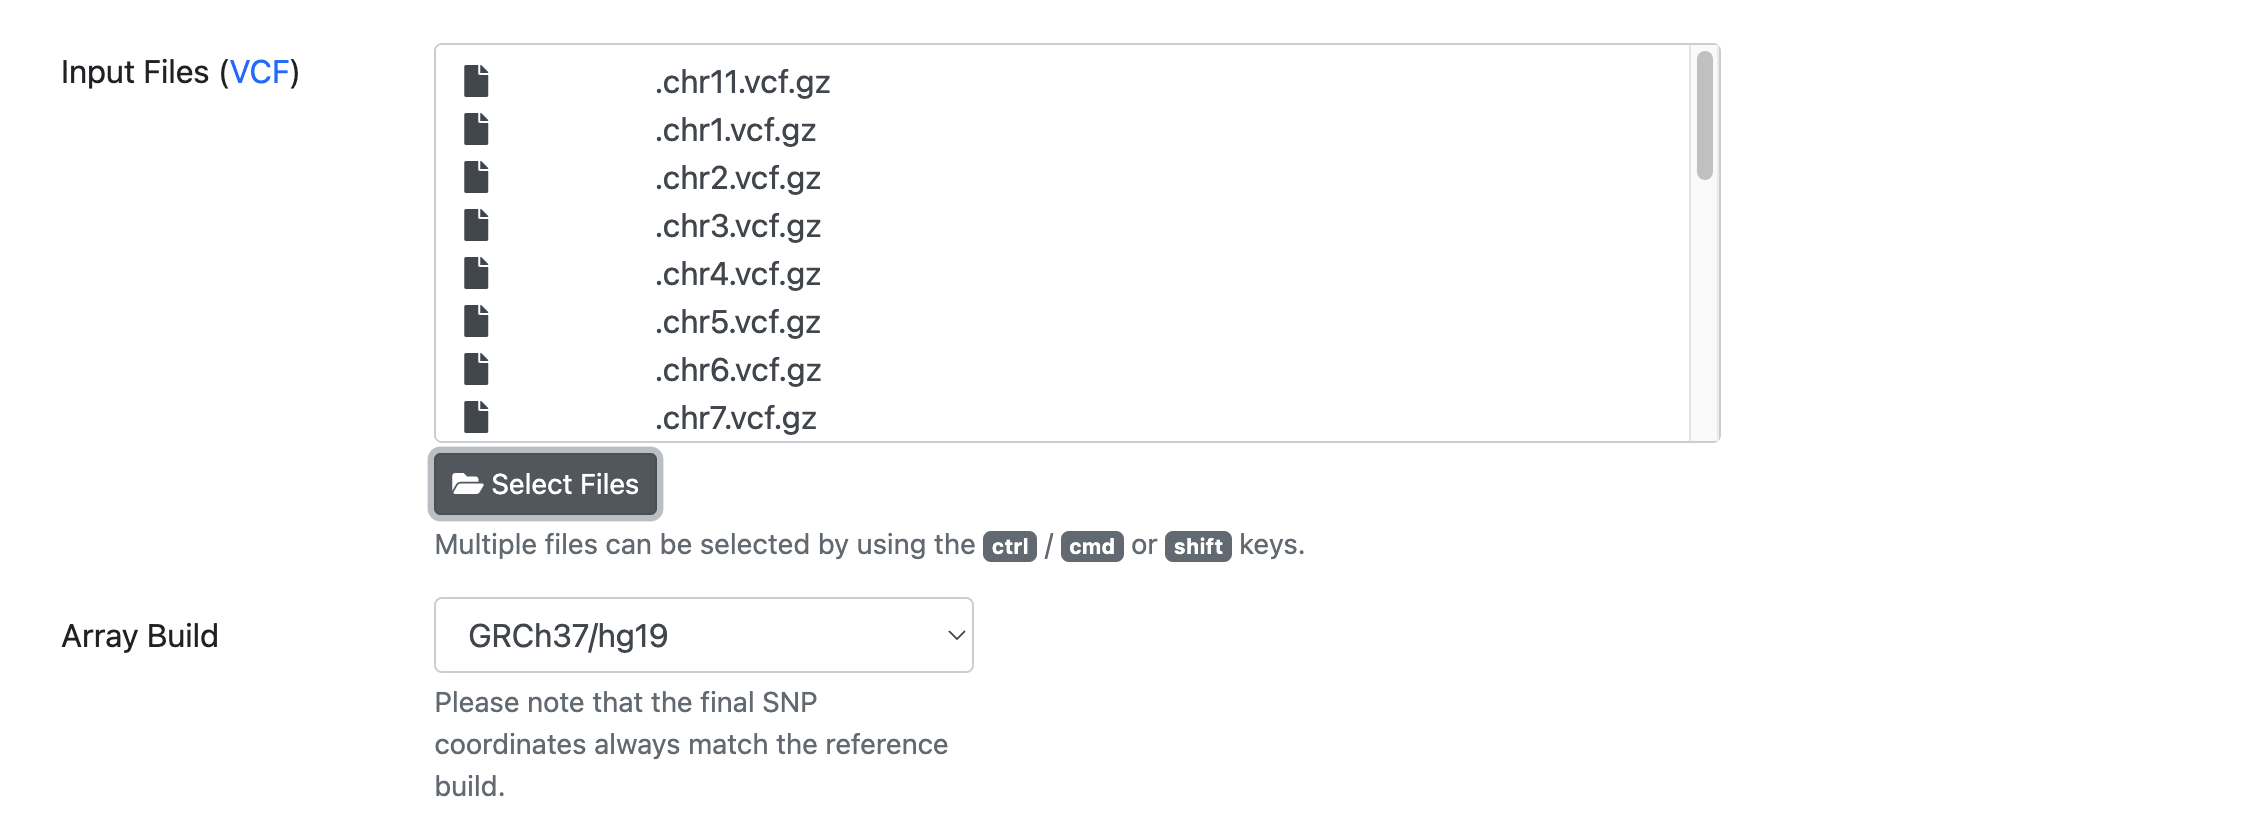 Input Files (VCF)
.chr11.vcf.gz
.chr1.vcf.gz
.chr2.vcf.gz
.chr3.vcf.gz
.chr4.vcf.gz
.chr5.vcf.gz
.chr6.vcf.gz
.chr7.vcf.gz
Select Files
Multiple files can be selected by using the ctrl / cmd or shift keys.
Array Build
GRCh37/hg19
Please note that the final SNP
coordinates always match the reference
build.